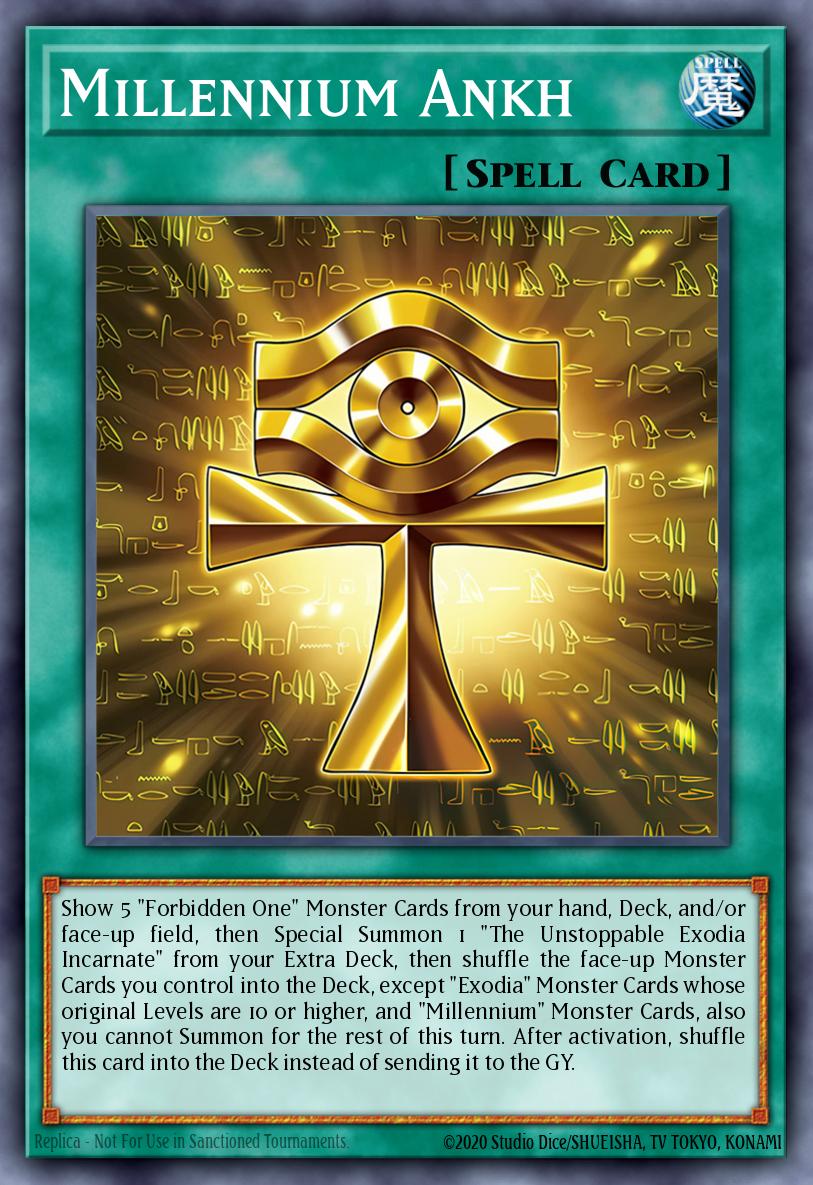 Millennium Ankh
SPELL
魔
[Spell Card]
Show 5 "Forbidden One" Monster Cards from your hand, Deck, and/or
face-up field, then Special Summon 1 "The Unstoppable Exodia
Incarnate" from your Extra Deck, then shuffle the face-up Monster
Cards you control into the Deck, except "Exodia" Monster Cards whose
original Levels are 10 or higher, and "Millennium" Monster Cards, also
you cannot Summon for the rest of this turn. After activation, shuffle
this card into the Deck instead of sending it to the GY.
Replica - Not For Use in Sanctioned Tournaments.
©2020 Studio Dice/SHUEISHA, TV TOKYO, KONAMI